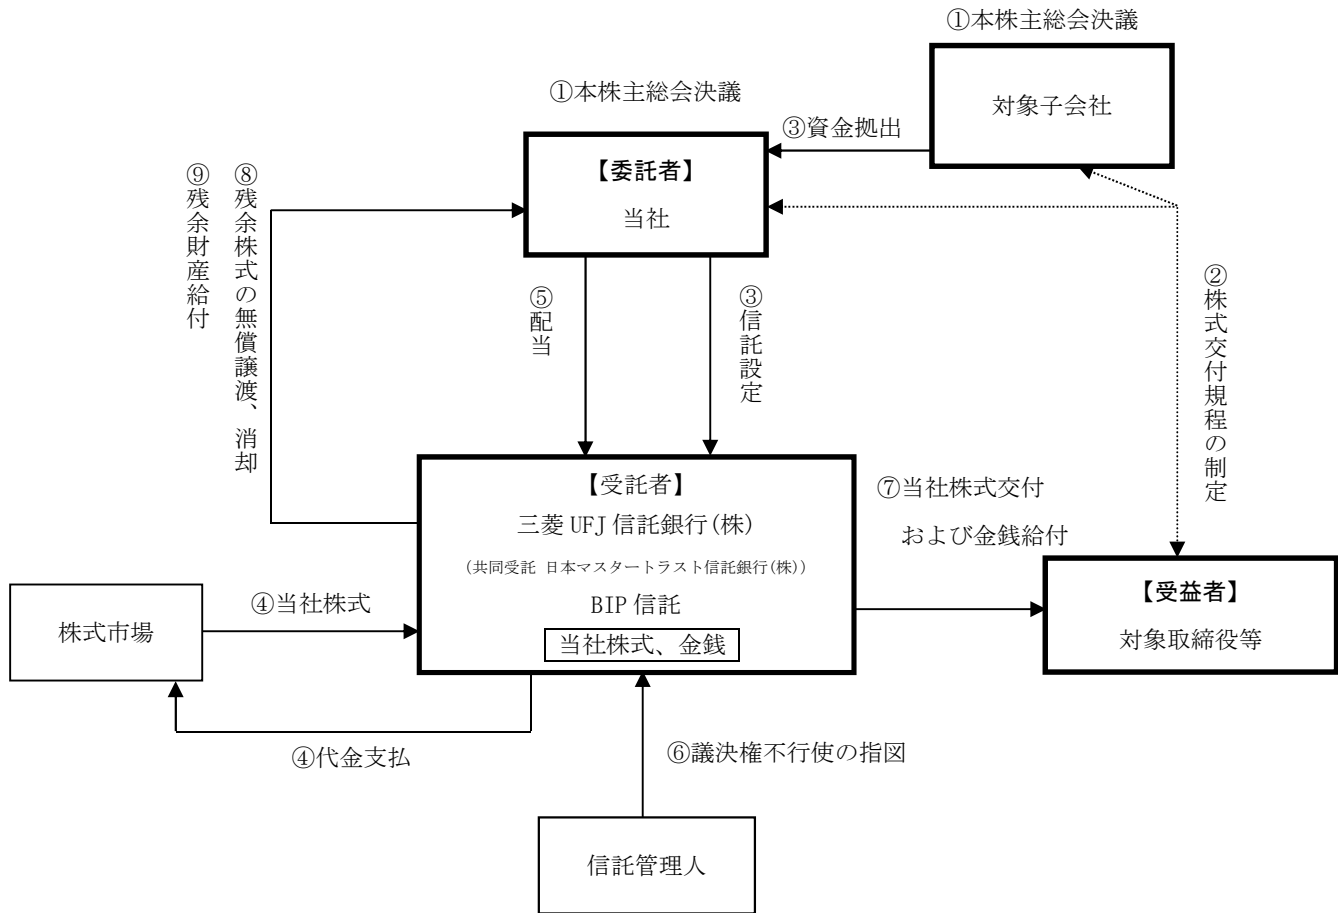 ①本株主総会決議
対象子会社
①本株主総会決議
③資金拠出
【委託者】
当社
⑨残余財産給付
⑧残余株式の無償譲渡、消却
⑤配当
③信託設定
②株式交付規程の制定
【受託者】
三菱 UFJ 信託銀行(株)
(共同受託 日本マスタートラスト信託銀行(株))
BIP 信託
当社株式、金銭
⑦当社株式交付
および金銭給付
【受益者】
対象取締役等
④当社株式
株式市場
④代金支払
⑥議決権不行使の指図
信託管理人